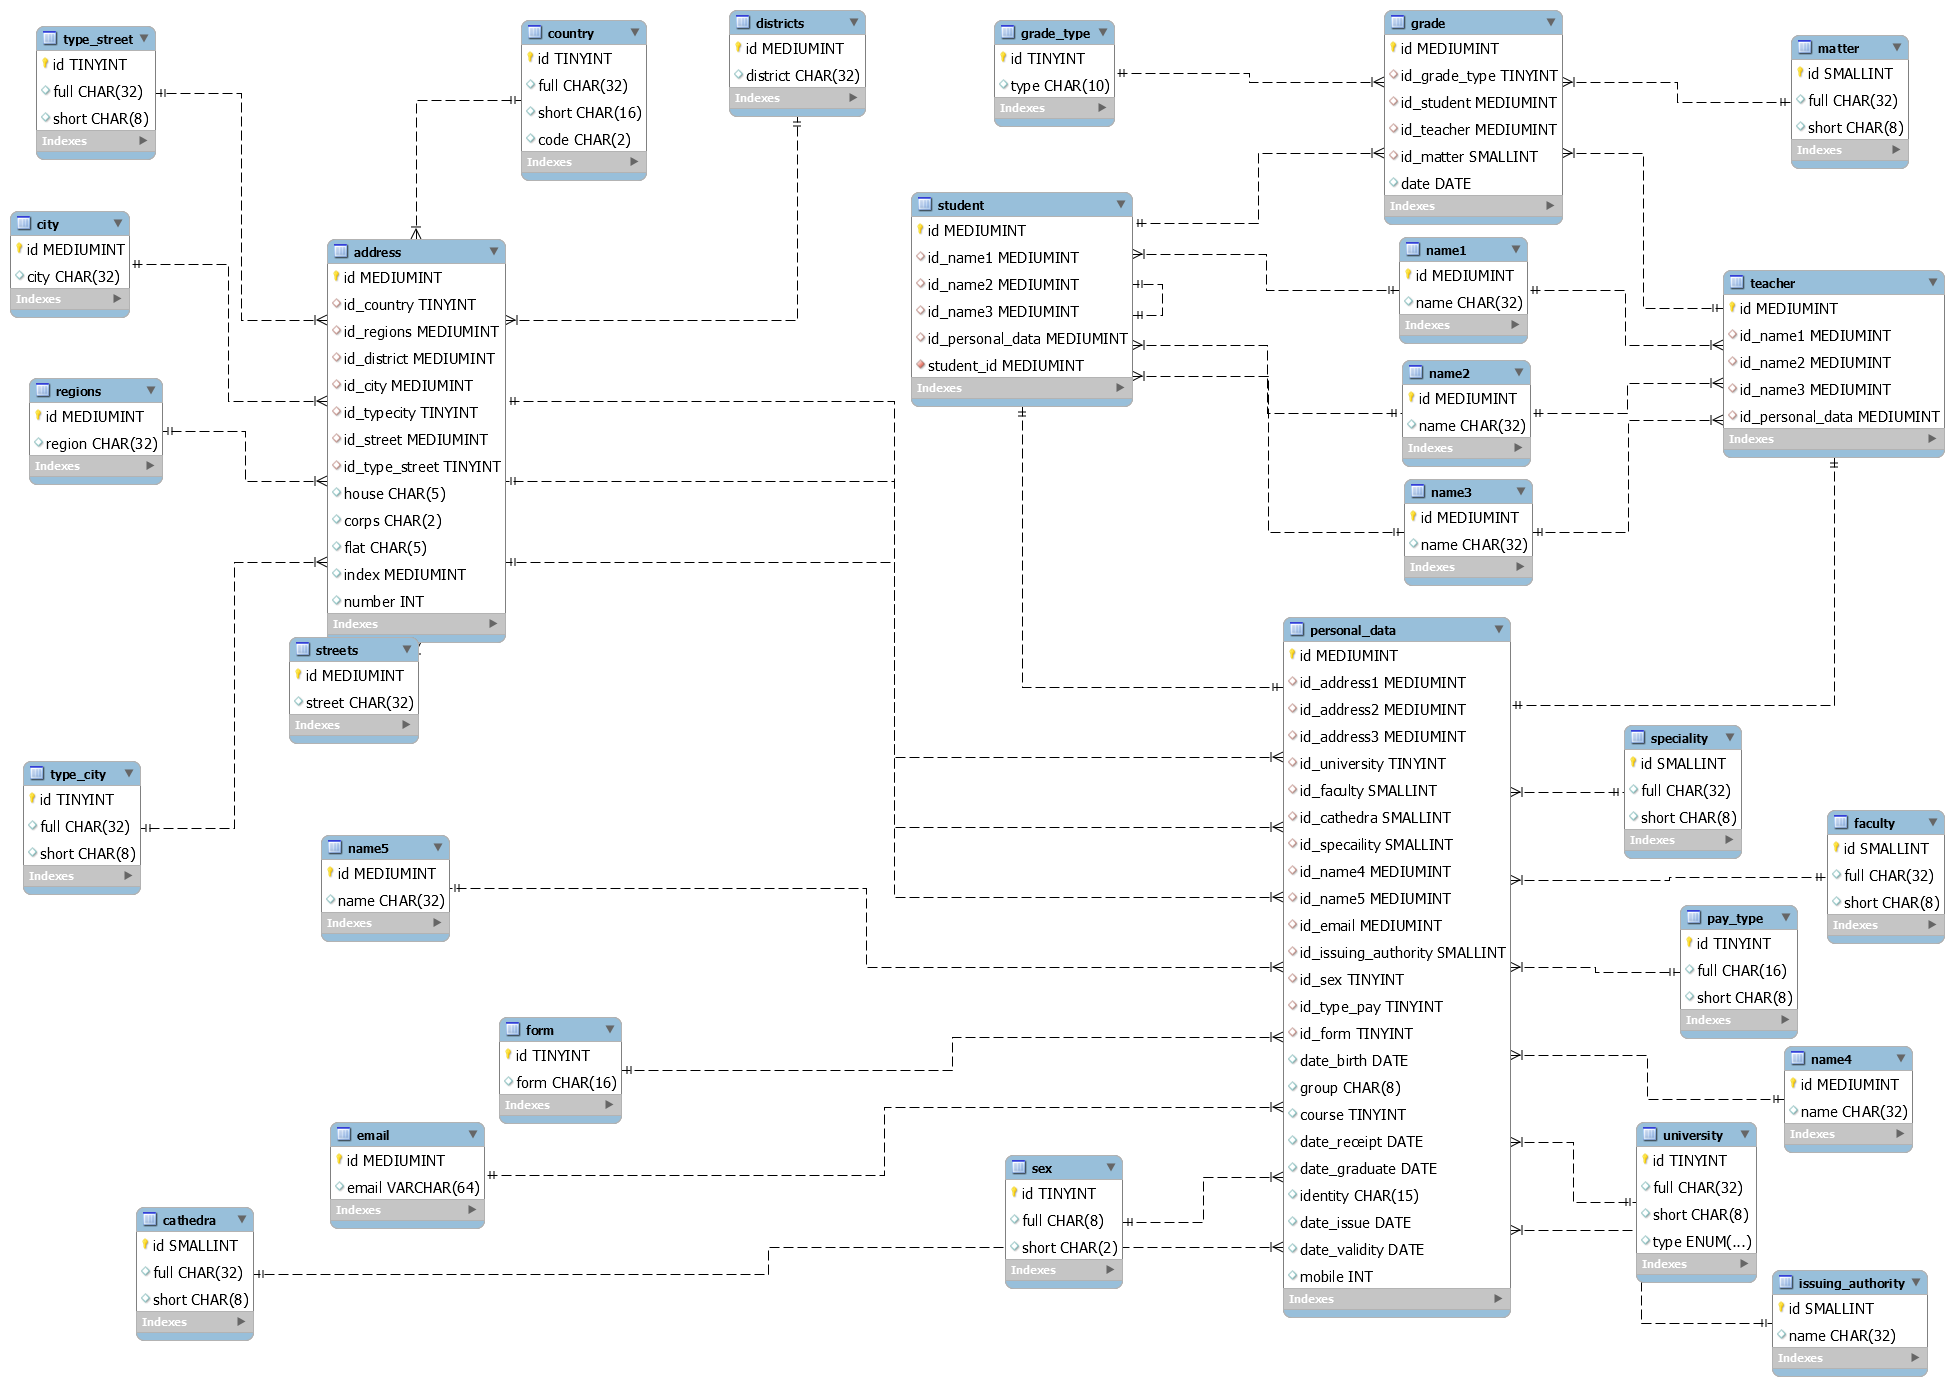 type_street
id TINYINT
full CHAR(32)
short CHAR(8)
Indexes
country
id TINYINT
full CHAR(32)
short CHAR(16)
code CHAR(2)
Indexes
districts
id MEDIUMINT
district CHAR(32)
Indexes
grade_type
id TINYINT
type CHAR(10)
Indexes
grade
id MEDIUMINT
id_grade_type TINYINT
id_student MEDIUMINT
id_teacher MEDIUMINT
id_matter SMALLINT
date DATE
Indexes
matter
id SMALLINT
full CHAR(32)
short CHAR(8)
Indexes
city
id MEDIUMINT
city CHAR(32)
Indexes
address
id MEDIUMINT
id_country TINYINT
id_regions MEDIUMINT
id_district MEDIUMINT
id_city MEDIUMINT
id_typecity TINYINT
id_street MEDIUMINT
id_type_street TINYINT
house CHAR(5)
corps CHAR(2)
flat CHAR(5)
index MEDIUMINT
number INT
Indexes
student
id MEDIUMINT
id_name1 MEDIUMINT
id_name2 MEDIUMINT
id_name3 MEDIUMINT
id_personal_data MEDIUMINT
student_id MEDIUMINT
Indexes
name1
id MEDIUMINT
name CHAR(32)
Indexes
teacher
id MEDIUMINT
id_name1 MEDIUMINT
id_name2 MEDIUMINT
id_name3 MEDIUMINT
id_personal_data MEDIUMINT
Indexes
regions
id MEDIUMINT
region CHAR(32)
Indexes
name2
id MEDIUMINT
name CHAR(32)
Indexes
name3
id MEDIUMINT
name CHAR(32)
Indexes
streets
id MEDIUMINT
street CHAR(32)
Indexes
personal_data
id MEDIUMINT
id_address1 MEDIUMINT
id_address2 MEDIUMINT
id_address3 MEDIUMINT
id_university TINYINT
id_faculty SMALLINT
id_cathedra SMALLINT
id_specaility SMALLINT
id_name4 MEDIUMINT
id_name5 MEDIUMINT
id_email MEDIUMINT
id_issuing_authority SMALLINT
id_sex TINYINT
id_type_pay TINYINT
id_form TINYINT
date_birth DATE
group CHAR(8)
course TINYINT
date_receipt DATE
date_graduate DATE
identity CHAR(15)
date_issue DATE
date_validity DATE
mobile INT
Indexes
speciality
id SMALLINT
full CHAR(32)
short CHAR(8)
Indexes
type_city
id TINYINT
full CHAR(32)
short CHAR(8)
Indexes
faculty
id SMALLINT
full CHAR(32)
short CHAR(8)
Indexes
name5
id MEDIUMINT
name CHAR(32)
Indexes
pay_type
id TINYINT
full CHAR(16)
short CHAR(8)
Indexes
form
id TINYINT
form CHAR(16)
Indexes
name4
id MEDIUMINT
name CHAR(32)
Indexes
email
id MEDIUMINT
email VARCHAR(64)
Indexes
university
id TINYINT
full CHAR(32)
short CHAR(8)
type ENUM(...)
Indexes
sex
id TINYINT
full CHAR(8)
short CHAR(2)
Indexes
cathedra
id SMALLINT
full CHAR(32)
short CHAR(8)
Indexes
issuing_authority
id SMALLINT
name CHAR(32)
Indexes